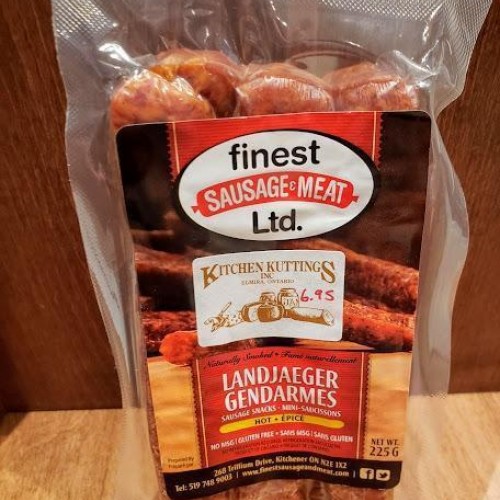 finest
SAUSAGE & MEAT
Ltd.
KITCHEN KUTTINGS
INC
ELMIRA, ONTARIO
6.95
Naturally Smoked • Fumé naturellement
LANDJAEGER
GENDARMES
SAUSAGE SNACKS • MINI-SAUCISSONS
HOT • ÉPICÉ
NO MSG | GLUTEN FREE • SANS MSG | SANS GLUTEN
NET WT.
225 G
260 Trillium Drive, Kitchener ON N2E 1X2
Tel: 519 748 9003 | www.finestsausageandmeat.com |